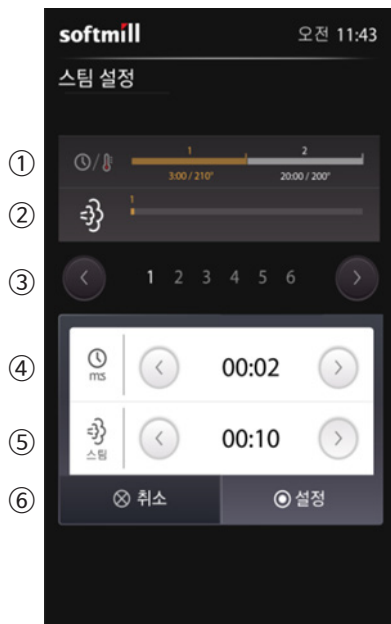 softmill 오전 11:43
스팀 설정
① 1 2
3:00 / 210° 20:00 / 200°
② 1
③ 1 2 3 4 5 6
④ ms 00:02
⑤ 스팀 00:10
⑥ 취소 설정